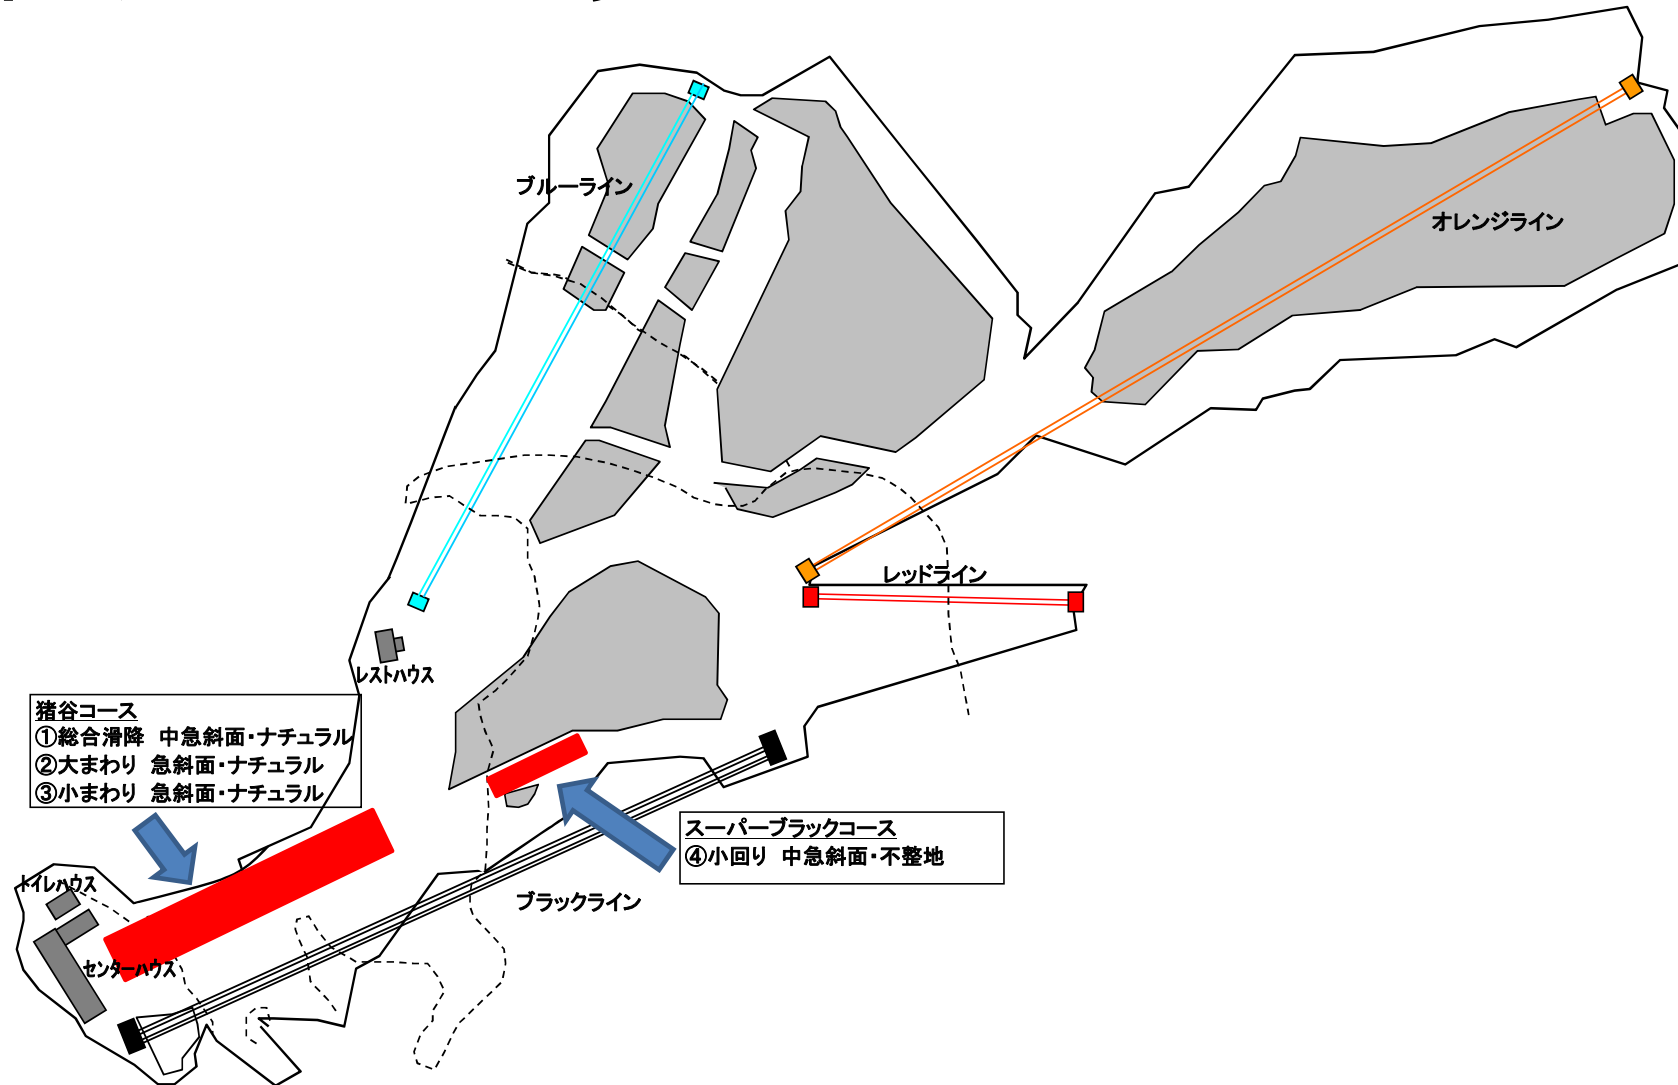 ブルーライン
オレンジライン
レッドライン
レストハウス
猪谷コース
①総合滑降 中急斜面・ナチュラル
②大まわり 急斜面・ナチュラル
③小まわり 急斜面・ナチュラル
スーパーブラックコース
④小回り 中急斜面・不整地
トイレハウス
ブラックライン
センターハウス